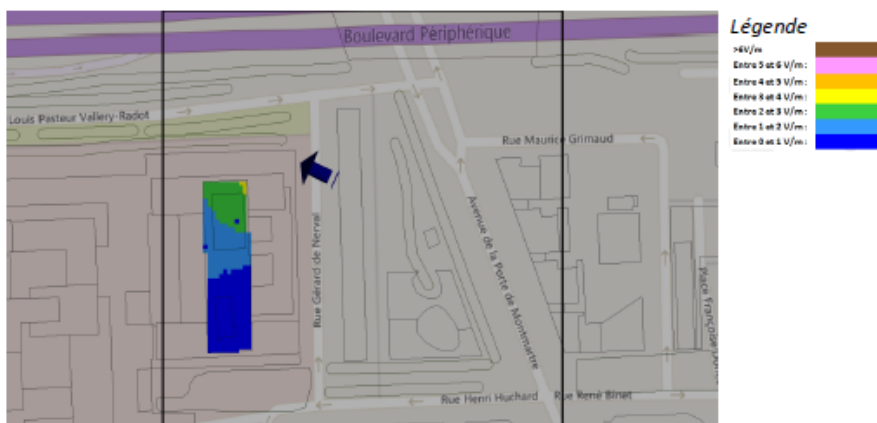 Légende
>6V/m
Entre 5 et 6 V/m :
Entre 4 et 5 V/m :
Entre 3 et 4 V/m :
Entre 2 et 3 V/m :
Entre 1 et 2 V/m :
Entre 0 et 1 V/m :
Boulevard Périphérique
Louis Pasteur Vallery-Radot
Rue Maurice Grimaud
Rue Gérard de Nerval
Avenue de la Porte de Montmartre
Place Françoise
Rue Henri Huchard
Rue René Binet